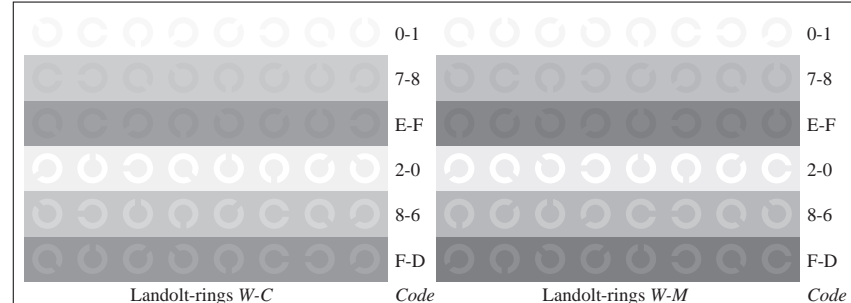 0-1 0-1
7-8 7-8
E-F E-F
2-0 2-0
8-6 8-6
F-D F-D
Landolt-rings W-C Code Landolt-rings W-M Code